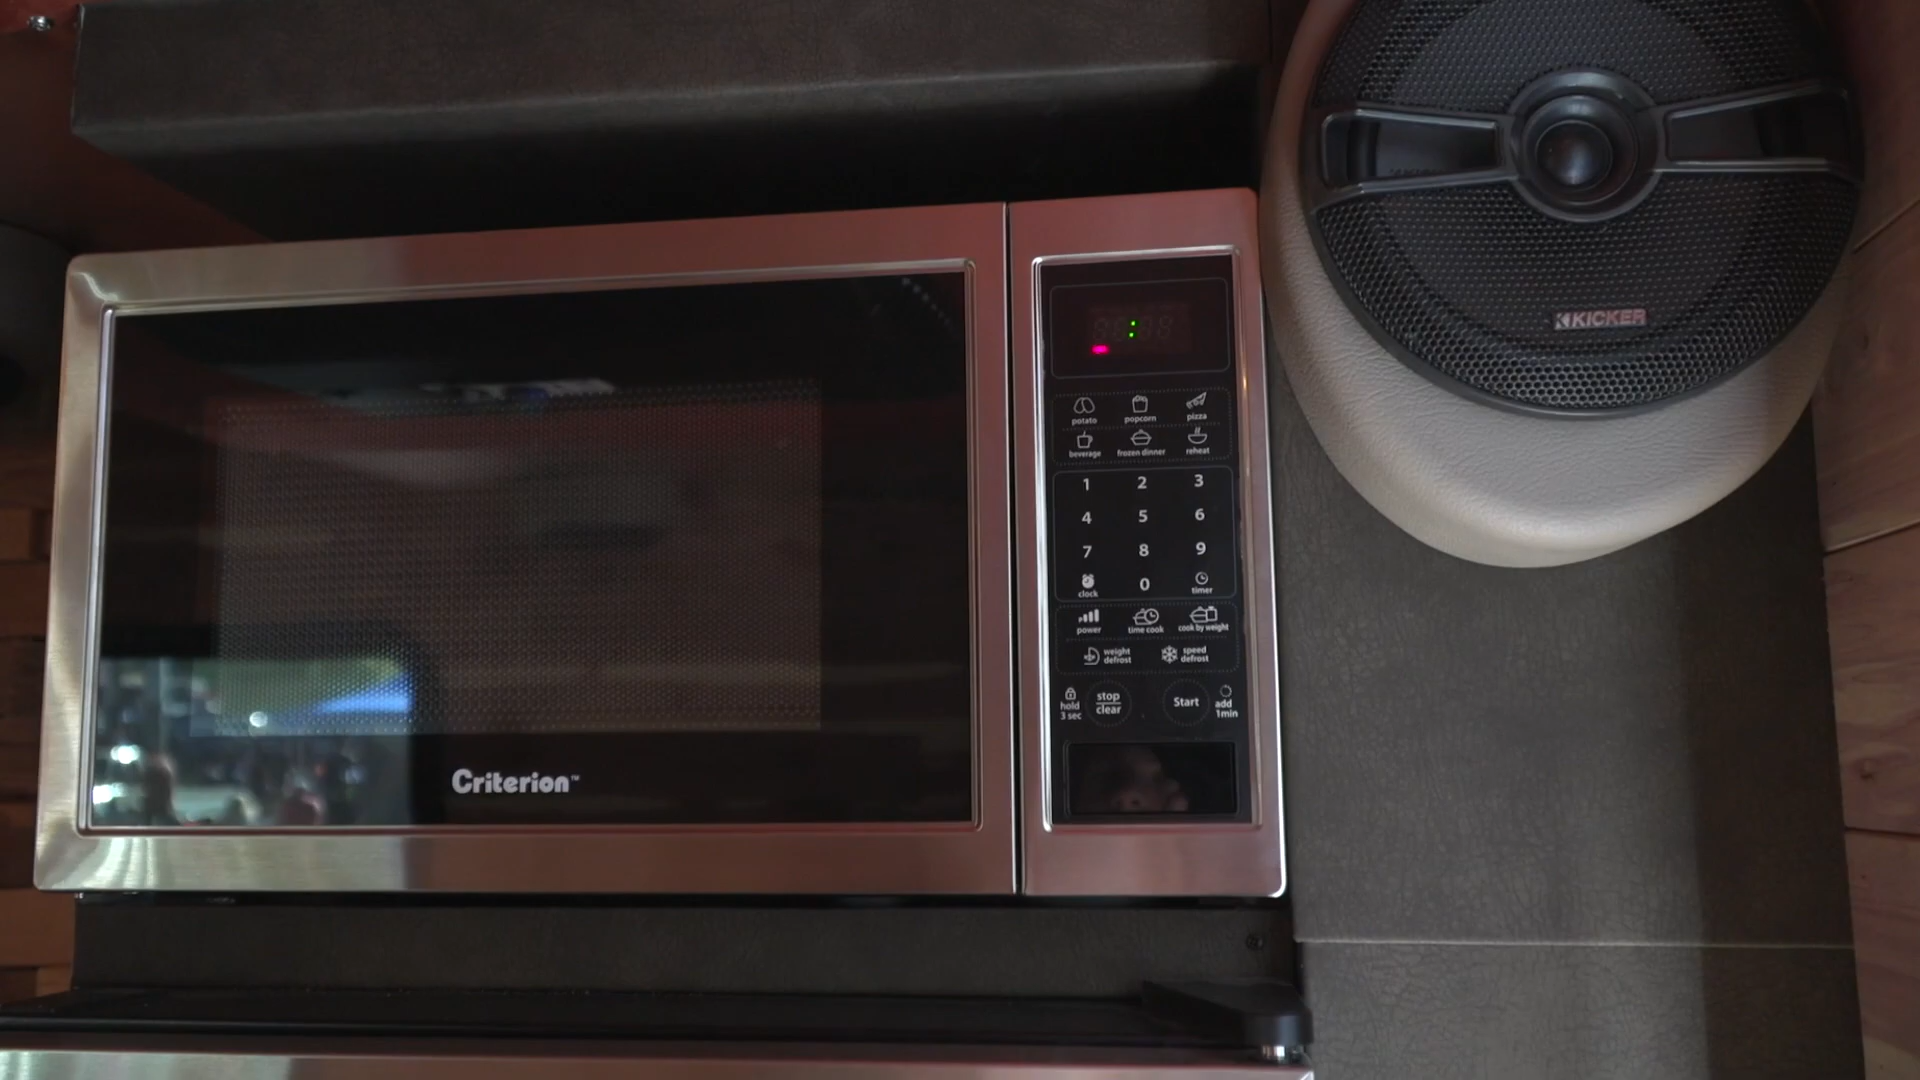 KICKER
:
potato popcorn pizza
beverage frozen dinner reheat
1 2 3
4 5 6
7 8 9
clock 0 timer
power time cook cook by weight
weight defrost speed defrost
hold 3 sec stop/clear Start add 1min
Criterion™